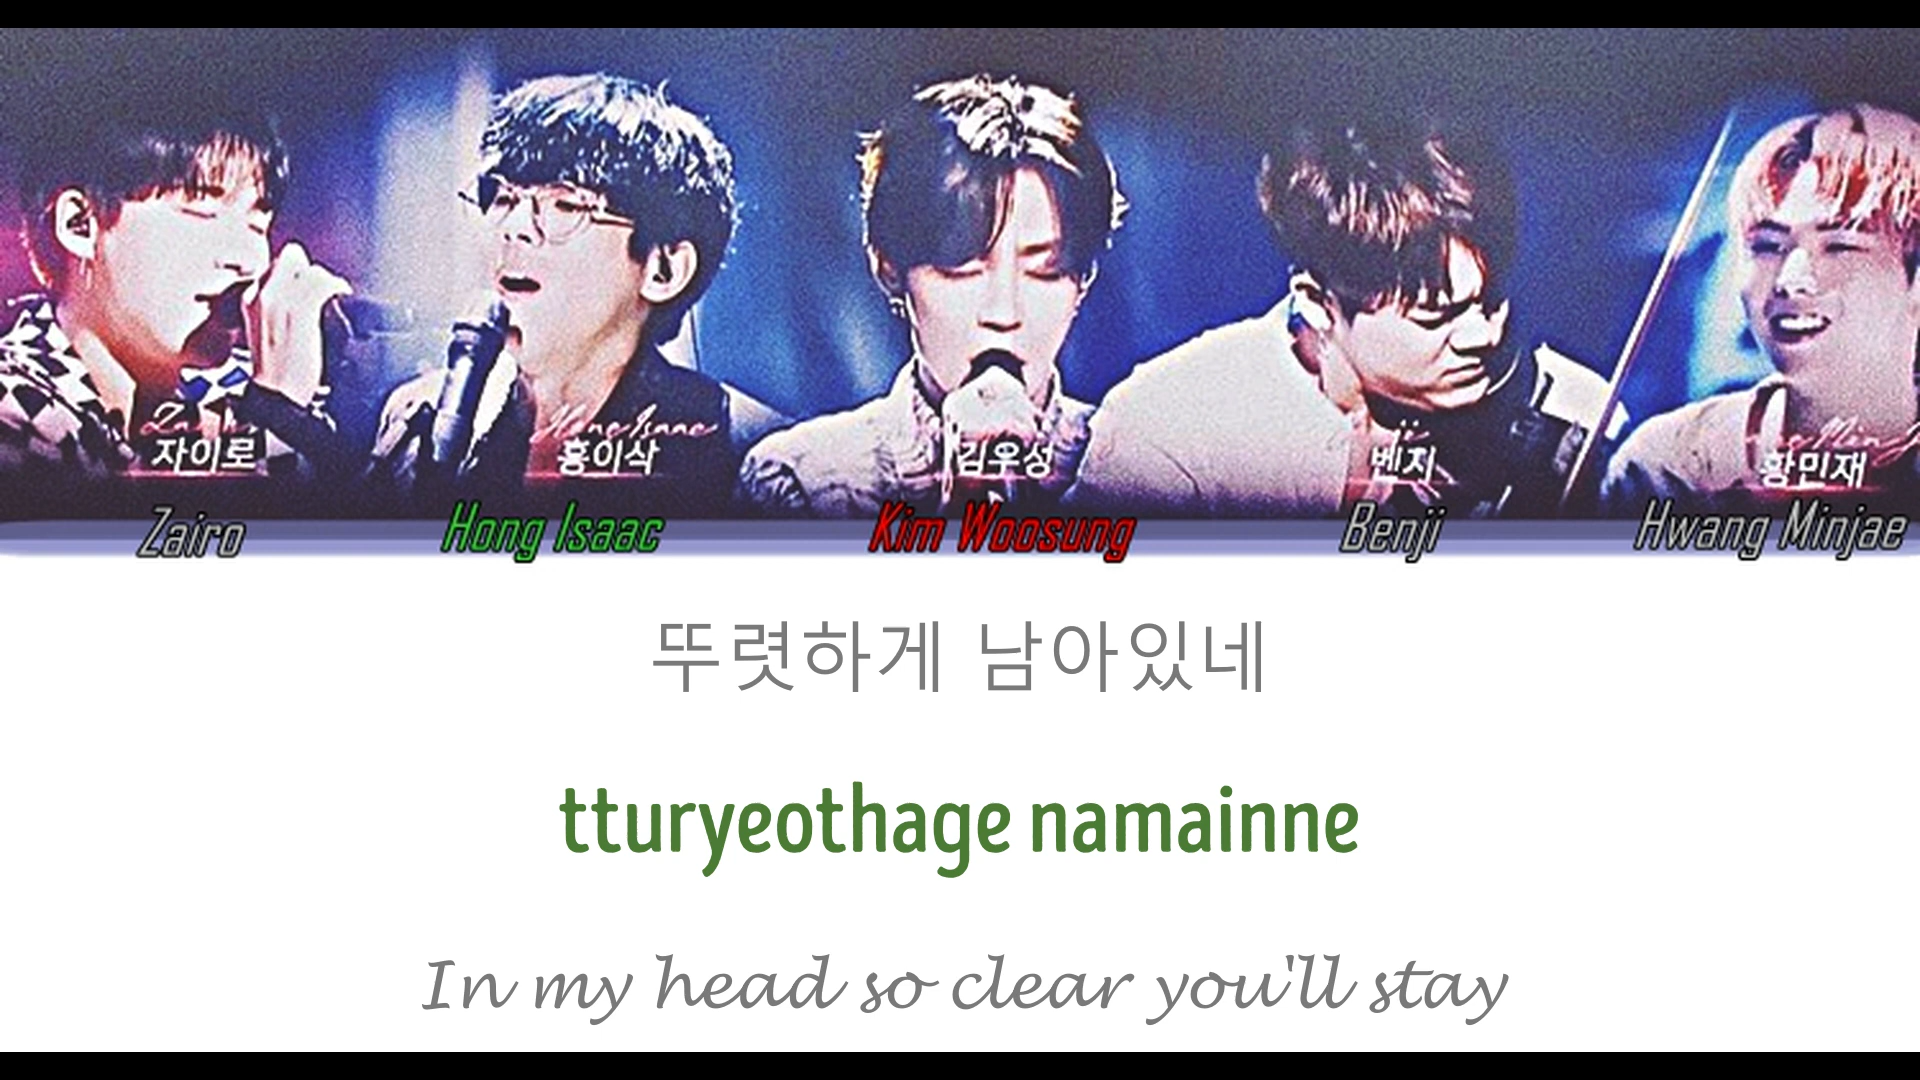 자이로 홍이삭 김우성 벤지 황민재
Zairo Hong Isaac Kim Woosung Benji Hwang Minjae
뚜렷하게 남아있네
tturyeothage namainne
In my head so clear you'll stay